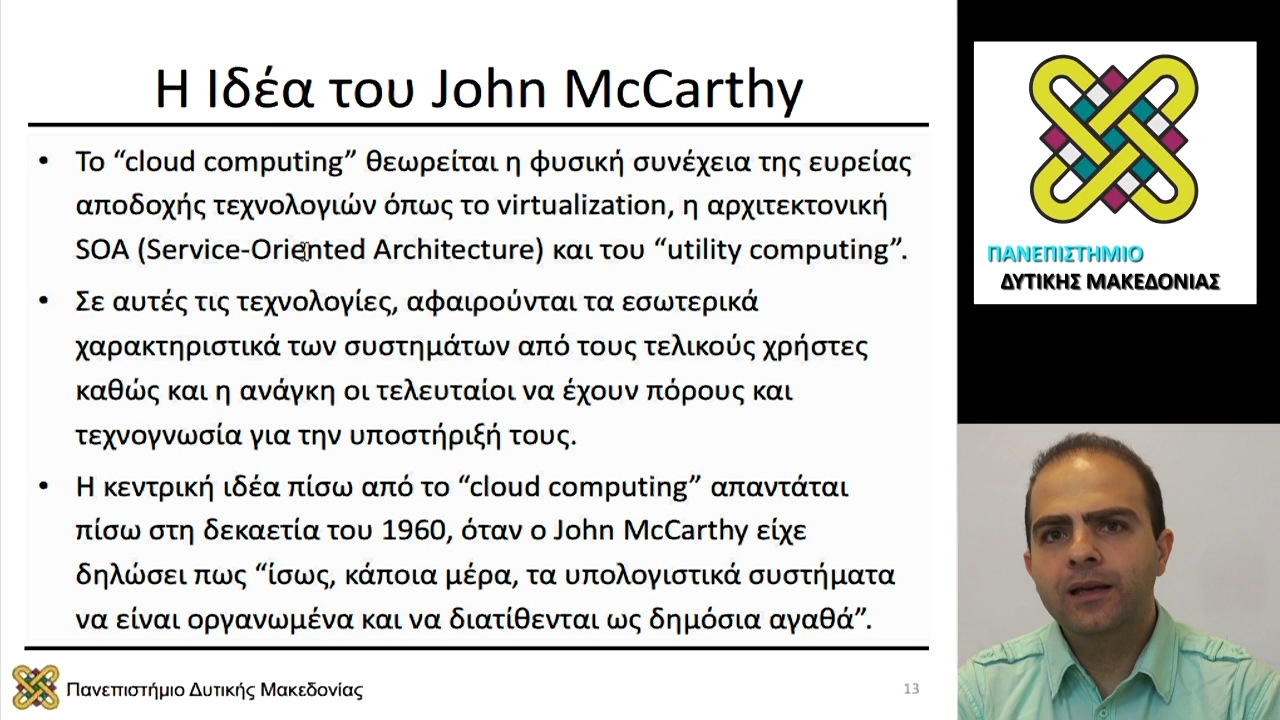 Η Ιδέα του John McCarthy
• Το “cloud computing” θεωρείται η φυσική συνέχεια της ευρείας
αποδοχής τεχνολογιών όπως το virtualization, η αρχιτεκτονική
SOA (Service-Oriented Architecture) και του “utility computing”.
• Σε αυτές τις τεχνολογίες, αφαιρούνται τα εσωτερικά
χαρακτηριστικά των συστημάτων από τους τελικούς χρήστες
καθώς και η ανάγκη οι τελευταίοι να έχουν πόρους και
τεχνογνωσία για την υποστήριξή τους.
• Η κεντρική ιδέα πίσω από το “cloud computing” απαντάται
πίσω στη δεκαετία του 1960, όταν ο John McCarthy είχε
δηλώσει πως “ίσως, κάποια μέρα, τα υπολογιστικά συστήματα
να είναι οργανωμένα και να διατίθενται ως δημόσια αγαθά”.
Πανεπιστήμιο Δυτικής Μακεδονίας
13
ΠΑΝΕΠΙΣΤΗΜΙΟ
ΔΥΤΙΚΗΣ ΜΑΚΕΔΟΝΙΑΣ